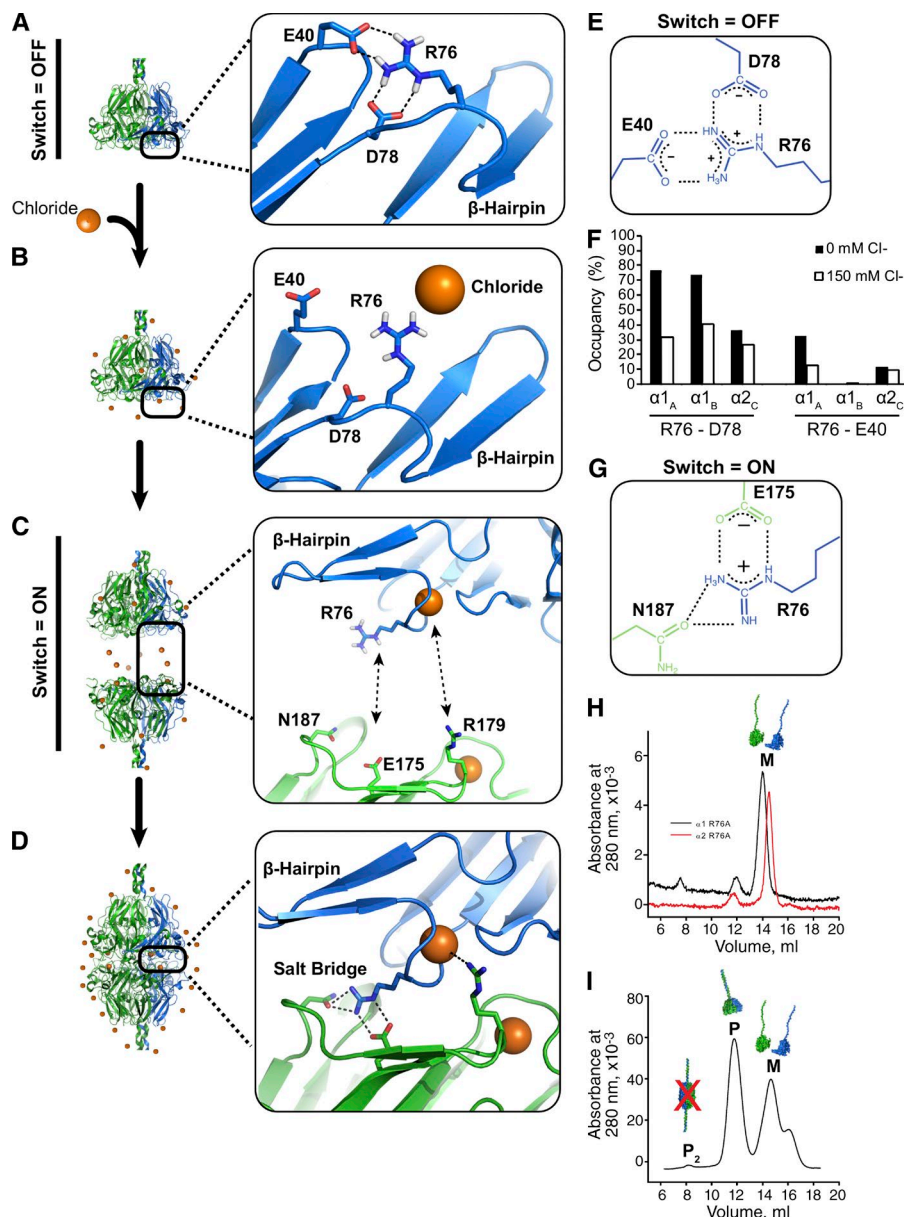 A
Switch = OFF
E40
R76
D78
β-Hairpin
Chloride
B
E40
R76
Chloride
D78
β-Hairpin
C
Switch = ON
β-Hairpin
R76
N187
E175
R179
D
β-Hairpin
Salt Bridge
E
Switch = OFF
D78
O
O
−
E40
O
−
O
HN
+
H
N
C
+
H₃N
R76
F
Occupancy (%)
100
90
80
70
60
50
40
30
20
10
0
0 mM Cl-
150 mM Cl-
α1A α1B α2C α1A α1B α2C
R76 - D78 R76 - E40
G
Switch = ON
E175
O
O
−
+
H₃N
H
N
C
NH
R76
N187
O
NH₂
H
M
Absorbance at
280 nm, x10-3
6
4
2
0
α1 R76A
α2 R76A
6 8 10 12 14 16 18 20
Volume, ml
I
Absorbance at
280 nm, x10-3
80
60
40
20
0
P
M
P₂
6 8 10 12 14 16 18 20
Volume, ml